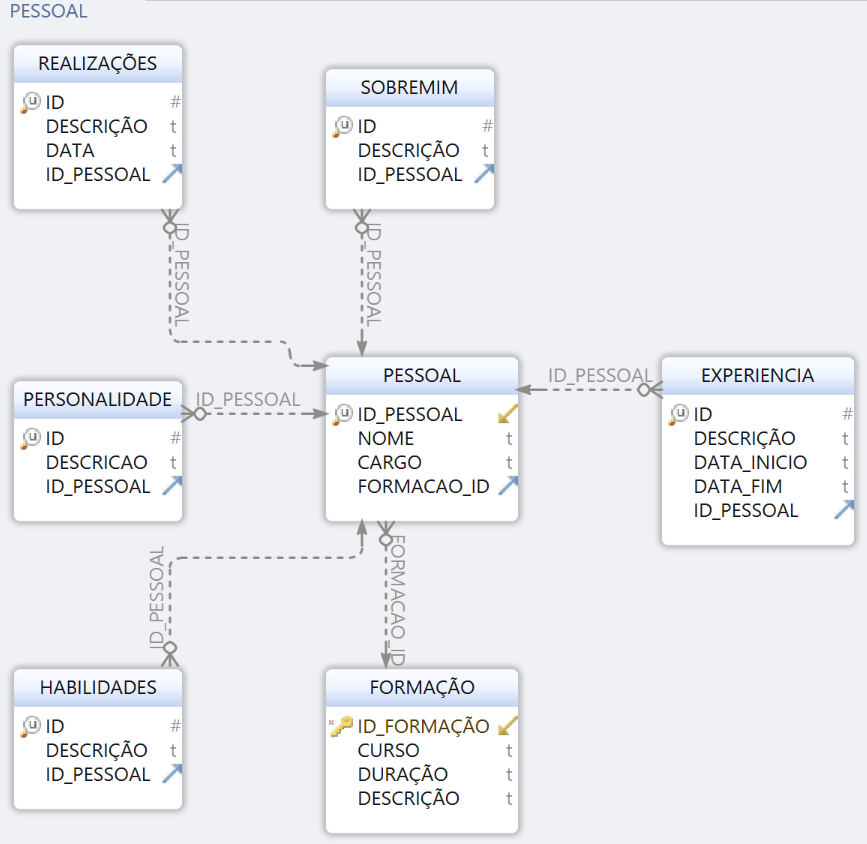 PESSOAL
REALIZAÇÕES
ID #
DESCRIÇÃO t
DATA t
ID_PESSOAL
SOBREMIM
ID #
DESCRIÇÃO t
ID_PESSOAL
ID_PESSOAL
ID_PESSOAL
PERSONALIDADE
ID #
DESCRICAO t
ID_PESSOAL
ID_PESSOAL
PESSOAL
ID_PESSOAL
NOME t
CARGO t
FORMACAO_ID
ID_PESSOAL
EXPERIENCIA
ID #
DESCRIÇÃO t
DATA_INICIO t
DATA_FIM t
ID_PESSOAL
ID_PESSOAL
FORMACAO_ID
HABILIDADES
ID #
DESCRIÇÃO t
ID_PESSOAL
FORMAÇÃO
ID_FORMAÇÃO
CURSO t
DURAÇÃO t
DESCRIÇÃO t